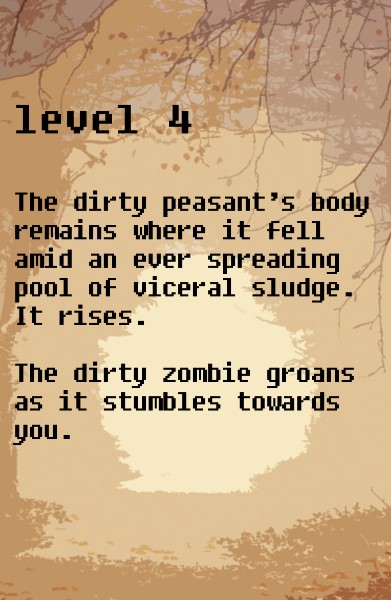 level 4
The dirty peasant's body
remains where it fell
amid an ever spreading
pool of viceral sludge.
It rises.
The dirty zombie groans
as it stumbles towards
you.